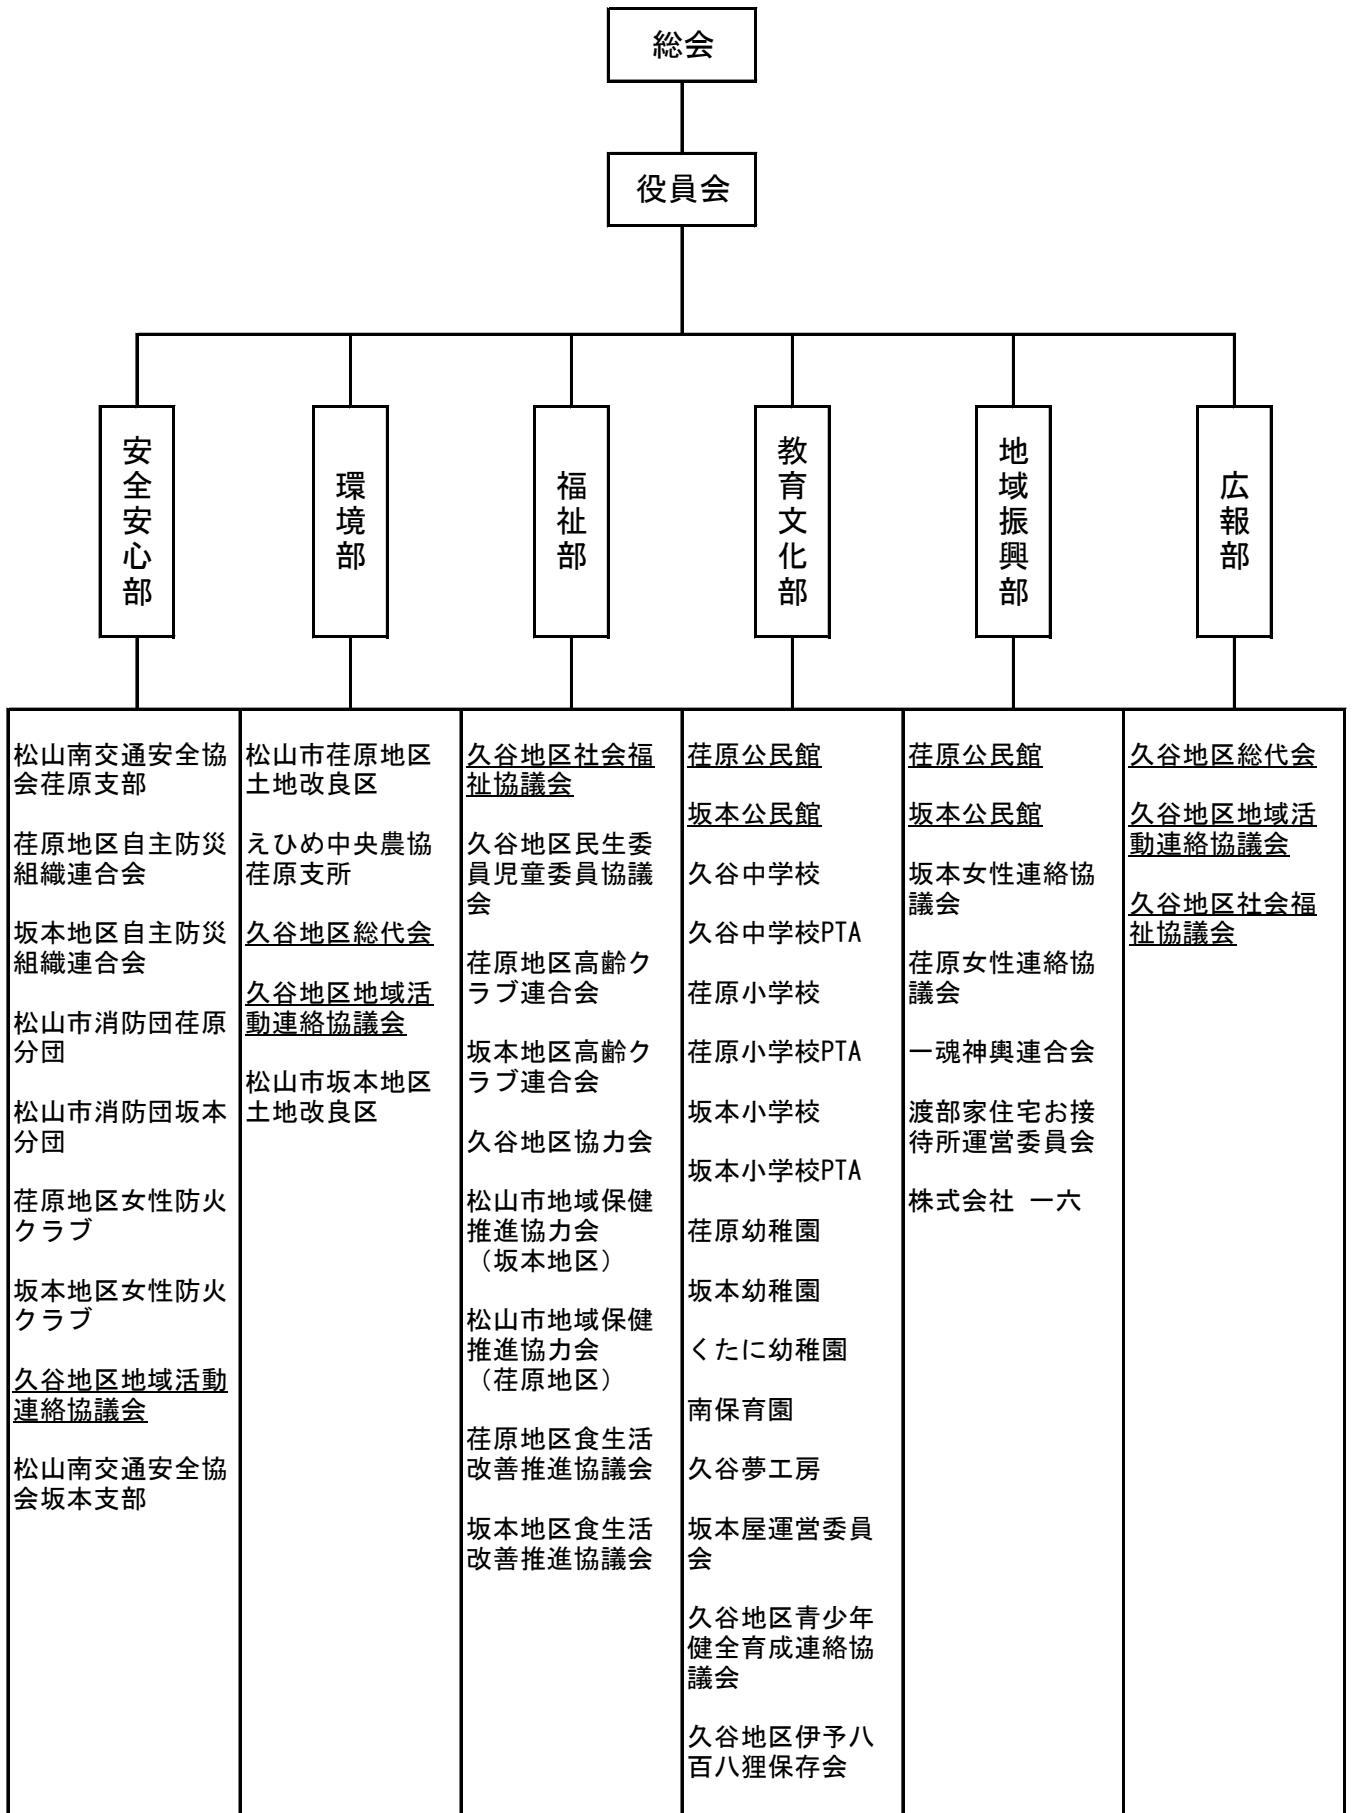 総会
役員会
安全安心部
環境部
福祉部
教育文化部
地域振興部
広報部
松山南交通安全協
会荏原支部
荏原地区自主防災
組織連合会
坂本地区自主防災
組織連合会
松山市消防団荏原
分団
松山市消防団坂本
分団
荏原地区女性防火
クラブ
坂本地区女性防火
クラブ
久谷地区地域活動
連絡協議会
松山南交通安全協
会坂本支部
松山市荏原地区
土地改良区
えひめ中央農協
荏原支所
久谷地区総代会
久谷地区地域活
動連絡協議会
松山市坂本地区
土地改良区
久谷地区社会福
祉協議会
久谷地区民生委
員児童委員協議
会
荏原地区高齢ク
ラブ連合会
坂本地区高齢ク
ラブ連合会
久谷地区協力会
松山市地域保健
推進協力会
（坂本地区）
松山市地域保健
推進協力会
（荏原地区）
荏原地区食生活
改善推進協議会
坂本地区食生活
改善推進協議会
荏原公民館
坂本公民館
久谷中学校
久谷中学校PTA
荏原小学校
荏原小学校PTA
坂本小学校
坂本小学校PTA
荏原幼稚園
坂本幼稚園
くたに幼稚園
南保育園
久谷夢工房
坂本屋運営委員
会
久谷地区青少年
健全育成連絡協
議会
久谷地区伊予八
百八狸保存会
荏原公民館
坂本公民館
坂本女性連絡協
議会
荏原女性連絡協
議会
一魂神輿連合会
渡部家住宅お接
待所運営委員会
株式会社 一六
久谷地区総代会
久谷地区地域活
動連絡協議会
久谷地区社会福
祉協議会